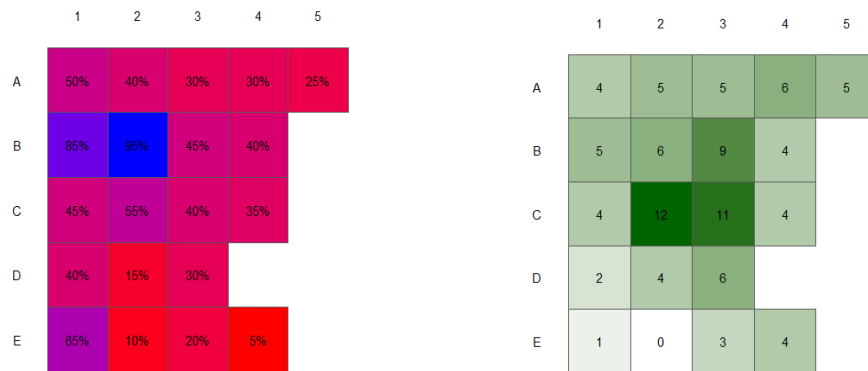 1 2 3 4 5
A 50% 40% 30% 30% 25%
B 85% 95% 45% 40%
C 45% 55% 40% 35%
D 40% 15% 30%
E 65% 10% 20% 5%
1 2 3 4 5
A 4 5 5 6 5
B 5 6 9 4
C 4 12 11 4
D 2 4 6
E 1 0 3 4